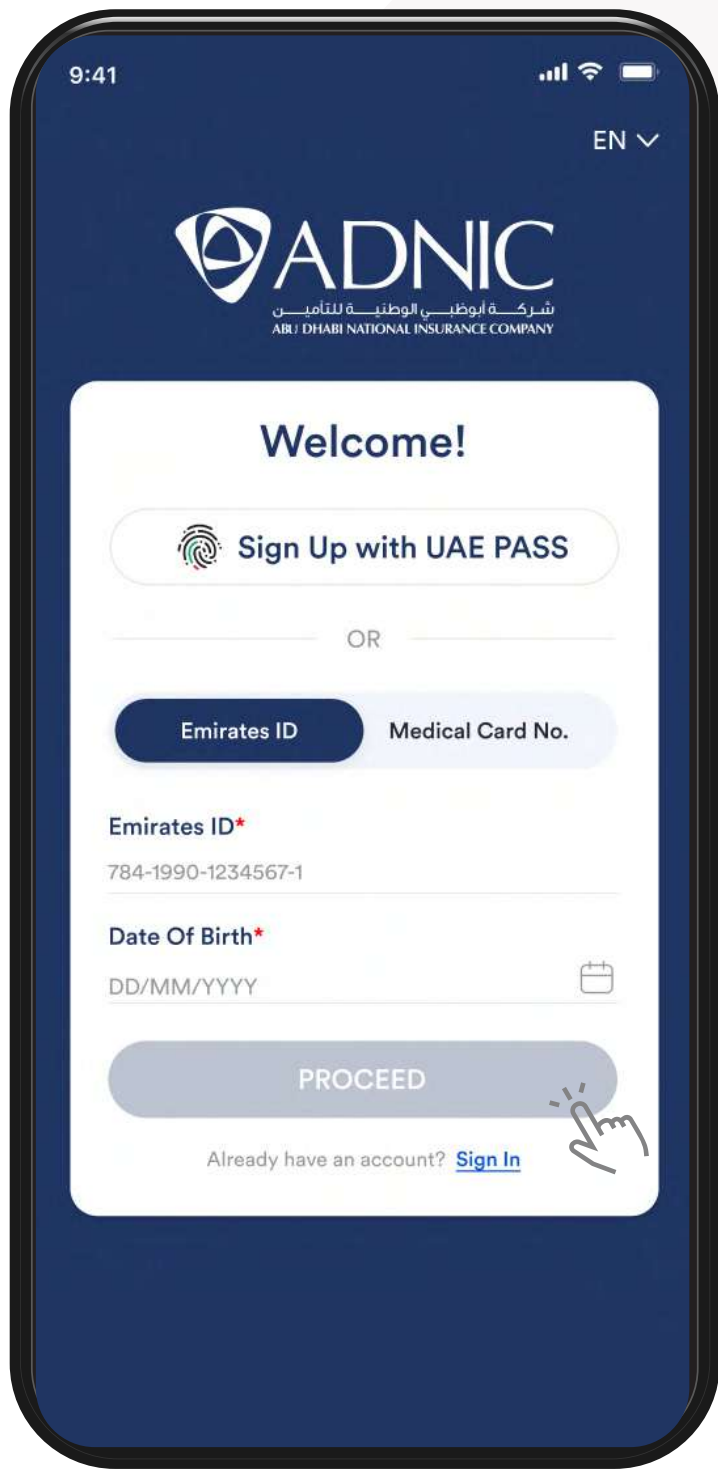 9:41
EN
ADNIC
شركة أبوظبي الوطنية للتأمين
ABU DHABI NATIONAL INSURANCE COMPANY
Welcome!
Sign Up with UAE PASS
OR
Emirates ID Medical Card No.
Emirates ID*
784-1990-1234567-1
Date Of Birth*
DD/MM/YYYY
PROCEED
Already have an account? Sign In